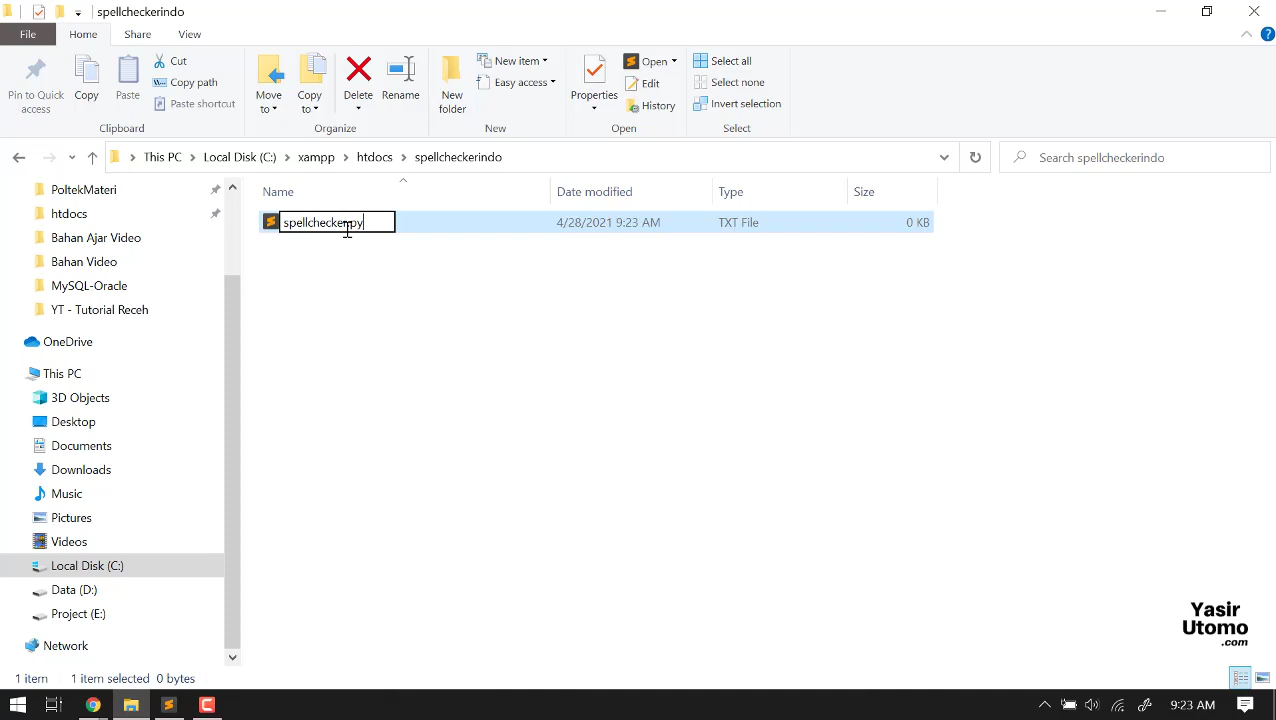 spellcheckerindo
File Home Share View
Pin to Quick access
Copy
Paste
Cut
Copy path
Paste shortcut
Clipboard
Move to
Copy to
Delete
Rename
Organize
New folder
New item
Easy access
New
Properties
Open
Edit
History
Open
Select all
Select none
Invert selection
Select
This PC > Local Disk (C:) > xampp > htdocs > spellcheckerindo
Search spellcheckerindo
PoltekMateri
htdocs
Bahan Ajar Video
Bahan Video
MySQL-Oracle
YT - Tutorial Receh
OneDrive
This PC
3D Objects
Desktop
Documents
Downloads
Music
Pictures
Videos
Local Disk (C:)
Data (D:)
Project (E:)
Network
Name Date modified Type Size
spellchecker.py 4/28/2021 9:23 AM TXT File 0 KB
Yasir
Utomo
.com
1 item 1 item selected 0 bytes
9:23 AM